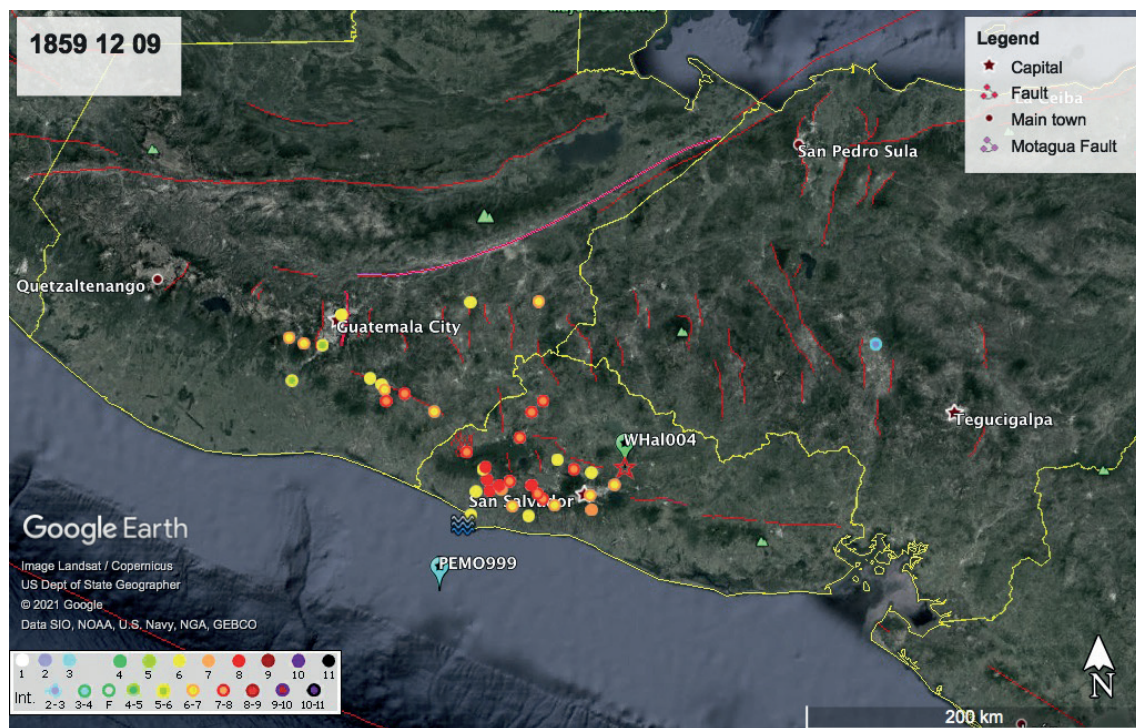 1859 12 09
Legend
Capital
Fault
La Ceiba
Main town
Motagua Fault
San Pedro Sula
Quetzaltenango
Guatemala City
Tegucigalpa
WHal004
San Salvador
PEMO999
Google Earth
Image Landsat / Copernicus
US Dept of State Geographer
© 2021 Google
Data SIO, NOAA, U.S. Navy, NGA, GEBCO
1 2 3 4 5 6 7 8 9 10 11
Int. 2-3 3-4 F 4-5 5-6 6-7 7-8 8-9 9-10 10-11
N
200 km